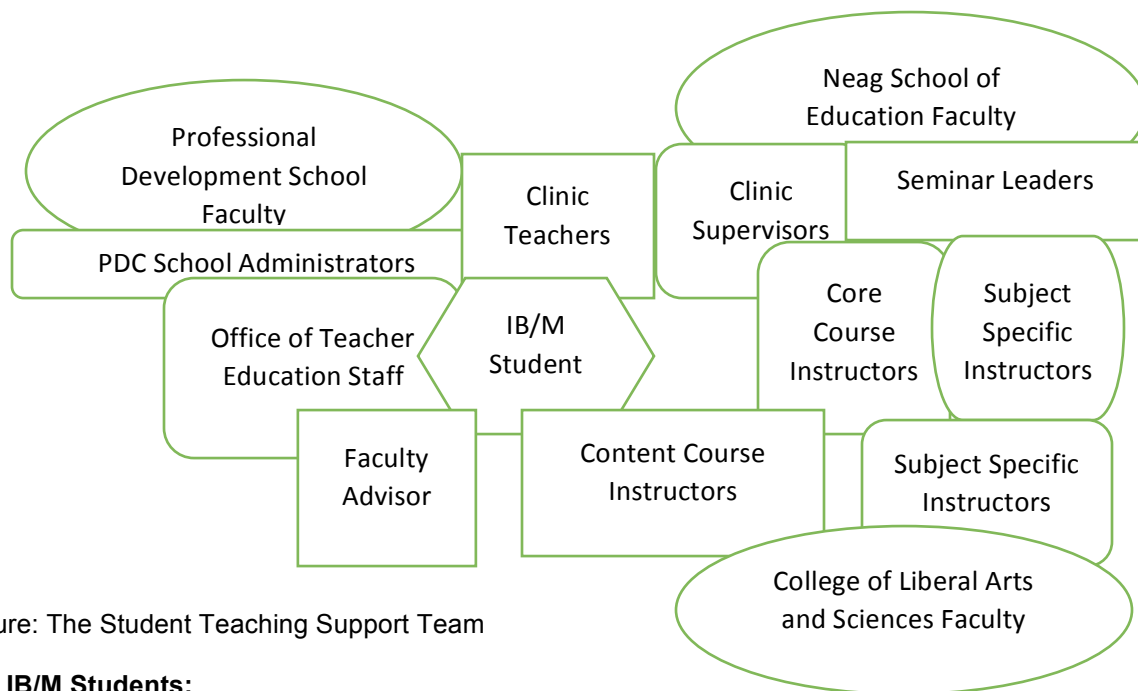 Neag School of
Education Faculty
Professional
Development School
Faculty
Clinic
Teachers
Clinic
Supervisors
Seminar Leaders
PDC School Administrators
Office of Teacher
Education Staff
IB/M
Student
Core
Course
Instructors
Subject
Specific
Instructors
Faculty
Advisor
Content Course
Instructors
Subject Specific
Instructors
College of Liberal Arts
and Sciences Faculty
ure: The Student Teaching Support Team
IB/M Students: